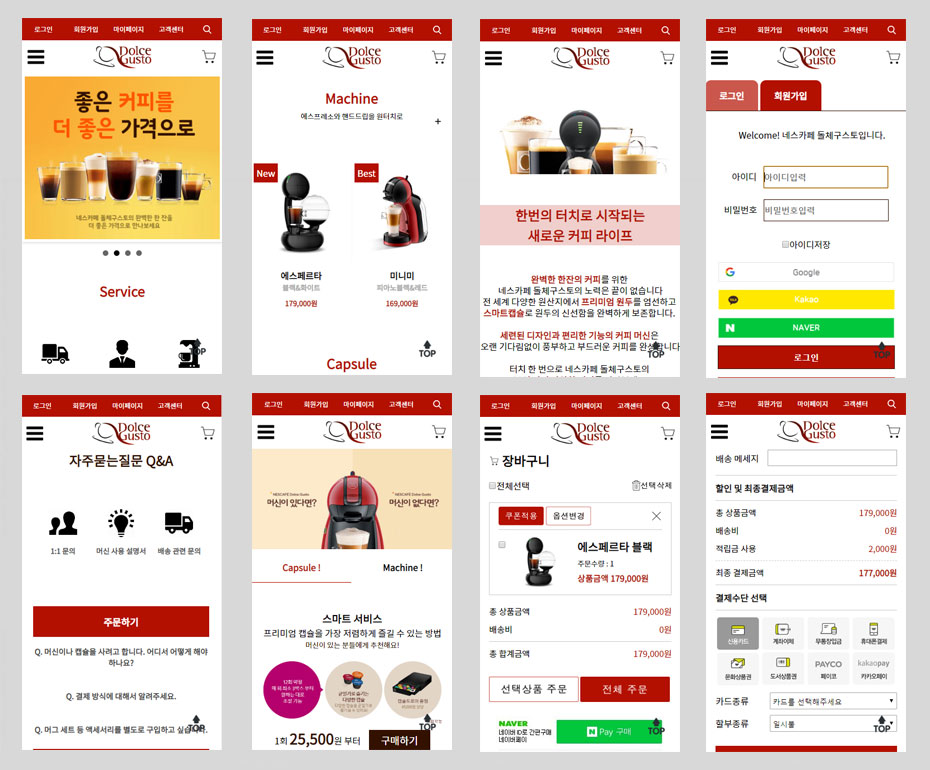 로그인 회원가입 마이페이지 고객센터
Dolce
Gusto
좋은 커피를
더 좋은 가격으로
네스카페 돌체구스토의 완벽한 한 잔을
더 좋은 가격으로 만나보세요
Service
TOP
로그인 회원가입 마이페이지 고객센터
Dolce
Gusto
Machine
에스프레소와 핸드드립을 원터치로
+
New
Best
에스페르타
블랙&화이트
179,000원
미니미
피아노블랙&레드
169,000원
Capsule
TOP
로그인 회원가입 마이페이지 고객센터
Dolce
Gusto
한번의 터치로 시작되는
새로운 커피 라이프
완벽한 한잔의 커피를 위한
네스카페 돌체구스토의 노력은 끝이 없습니다
전 세계 다양한 원산지에서 프리미엄 원두를 엄선하고
스마트캡슐로 원두의 신선함을 완벽하게 보존합니다.
세련된 디자인과 편리한 기능의 커피 머신은
오랜 기다림없이 풍부하고 부드러운 커피를 완성합니다
터치 한 번으로 네스카페 돌체구스토의
TOP
로그인 회원가입 마이페이지 고객센터
Dolce
Gusto
로그인 회원가입
Welcome! 네스카페 돌체구스토입니다.
아이디 아이디입력
비밀번호 비밀번호입력
아이디저장
Google
Kakao
NAVER
로그인
TOP
로그인 회원가입 마이페이지 고객센터
Dolce
Gusto
자주묻는질문 Q&A
1:1 문의 머신 사용 설명서 배송 관련 문의
주문하기
Q. 머신이나 캡슐을 사려고 합니다. 어디서 어떻게 해야
하나요?
Q. 결제 방식에 대해서 알려주세요.
Q. 머그 세트 등 액세서리를 별도로 구입하고 싶습니다.
TOP
로그인 회원가입 마이페이지 고객센터
Dolce
Gusto
NESCAFÉ Dolce Gusto
머신이 있다면?
NESCAFÉ Dolce Gusto
머신이 없다면?
Capsule ! Machine !
스마트 서비스
프리미엄 캡슐을 가장 저렴하게 즐길 수 있는 방법
머신이 있는 분들에게 추천해요!
1회 25,500원 부터 구매하기
TOP
로그인 회원가입 마이페이지 고객센터
Dolce
Gusto
장바구니
전체선택 선택삭제
쿠폰적용 옵션변경
에스페르타 블랙
주문수량 : 1
상품금액 179,000원
총 상품금액 179,000원
배송비 0원
총 합계금액 179,000원
선택상품 주문 전체 주문
NAVER
네이버 ID로 간편구매
네이버페이
N Pay 구매
TOP
로그인 회원가입 마이페이지 고객센터
Dolce
Gusto
배송 메세지
할인 및 최종결제금액
총 상품금액 179,000원
배송비 0원
적립금 사용 2,000원
최종 결제금액 177,000원
결제수단 선택
신용카드 계좌이체 무통장입금 휴대폰결제
문화상품권 도서상품권 PAYCO 페이코 kakaopay 카카오페이
카드종류 카드를 선택해주세요
할부종류 일시불
TOP